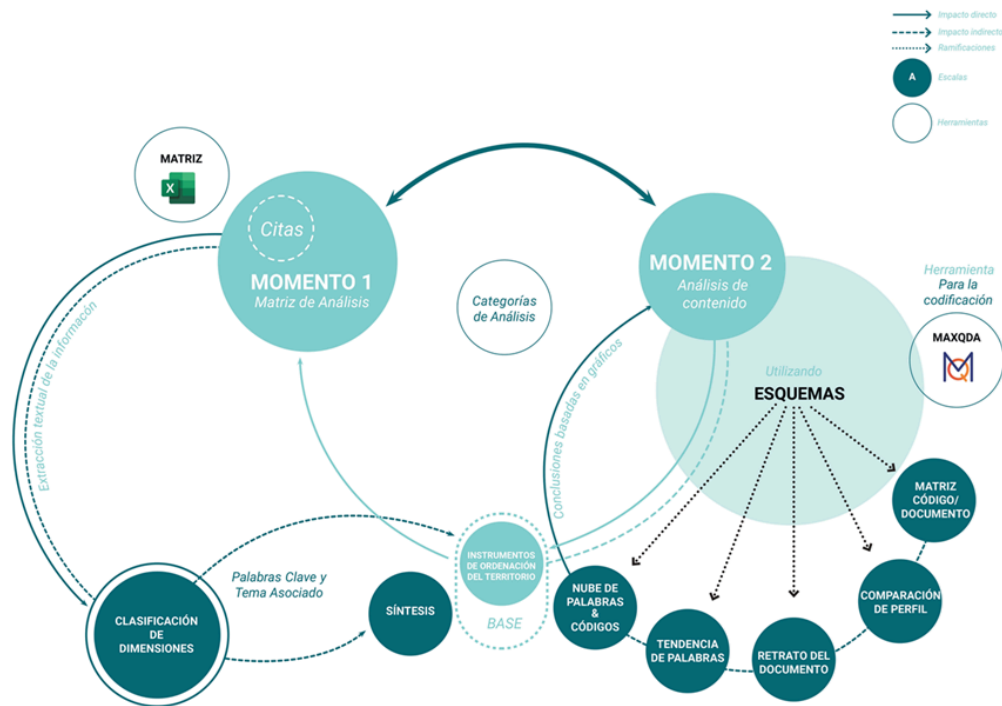 Impacto directo
Impacto indirecto
Ramificaciones
A
Escalas
Herramientas
MATRIZ
X
Citas
MOMENTO 1
Matriz de Análisis
MOMENTO 2
Análisis de
contenido
Categorías
de Análisis
Herramienta
Para la
codificación
MAXQDA
Utilizando
ESQUEMAS
Extracción textual de la informacón
Conclusiones basadas en gráficos
MATRIZ
CÓDIGO/
DOCUMENTO
INSTRUMENTOS
DE ORDENACIÓN
DEL TERRITORIO
BASE
Palabras Clave y
Tema Asociado
CLASIFICACIÓN
DE
DIMENSIONES
SÍNTESIS
NUBE DE
PALABRAS
&
CÓDIGOS
COMPARACIÓN
DE PERFIL
TENDENCIA
DE PALABRAS
RETRATO DEL
DOCUMENTO